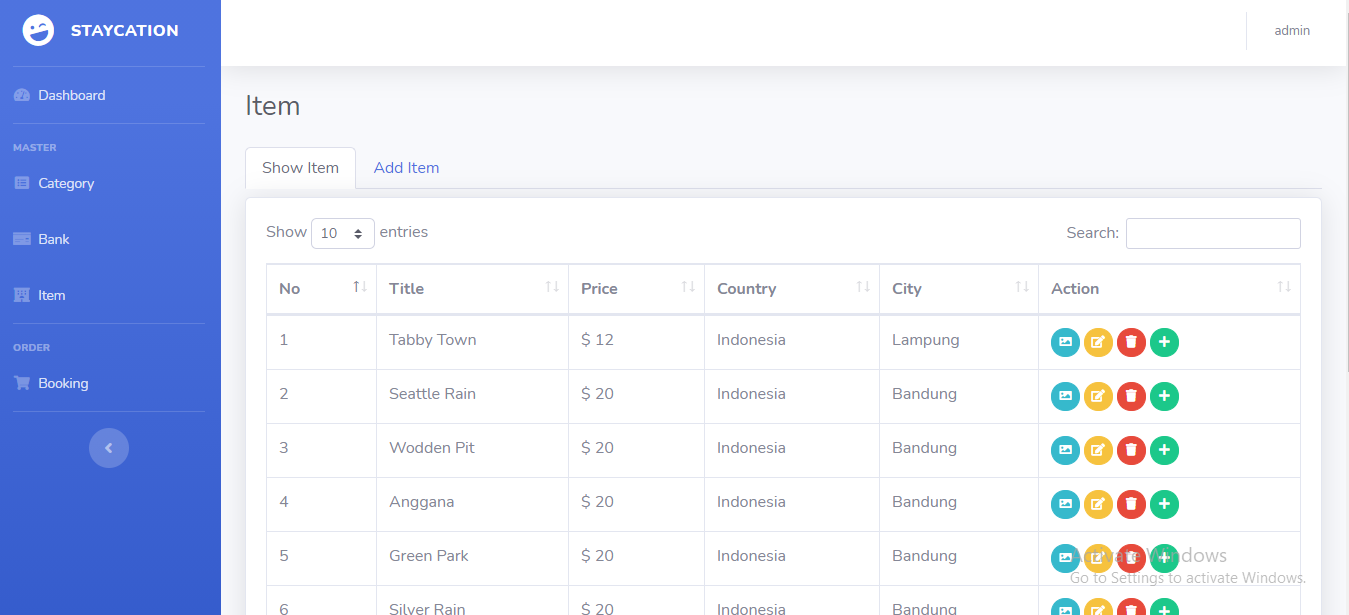 STAYCATION
admin
Dashboard
MASTER
Category
Bank
Item
ORDER
Booking
Item
Show Item Add Item
Show 10 entries Search:
No Title Price Country City Action
1 Tabby Town $ 12 Indonesia Lampung
2 Seattle Rain $ 20 Indonesia Bandung
3 Wodden Pit $ 20 Indonesia Bandung
4 Anggana $ 20 Indonesia Bandung
5 Green Park $ 20 Indonesia Bandung
6 Silver Rain $ 20 Indonesia Bandung
Activate Windows
Go to Settings to activate Windows.